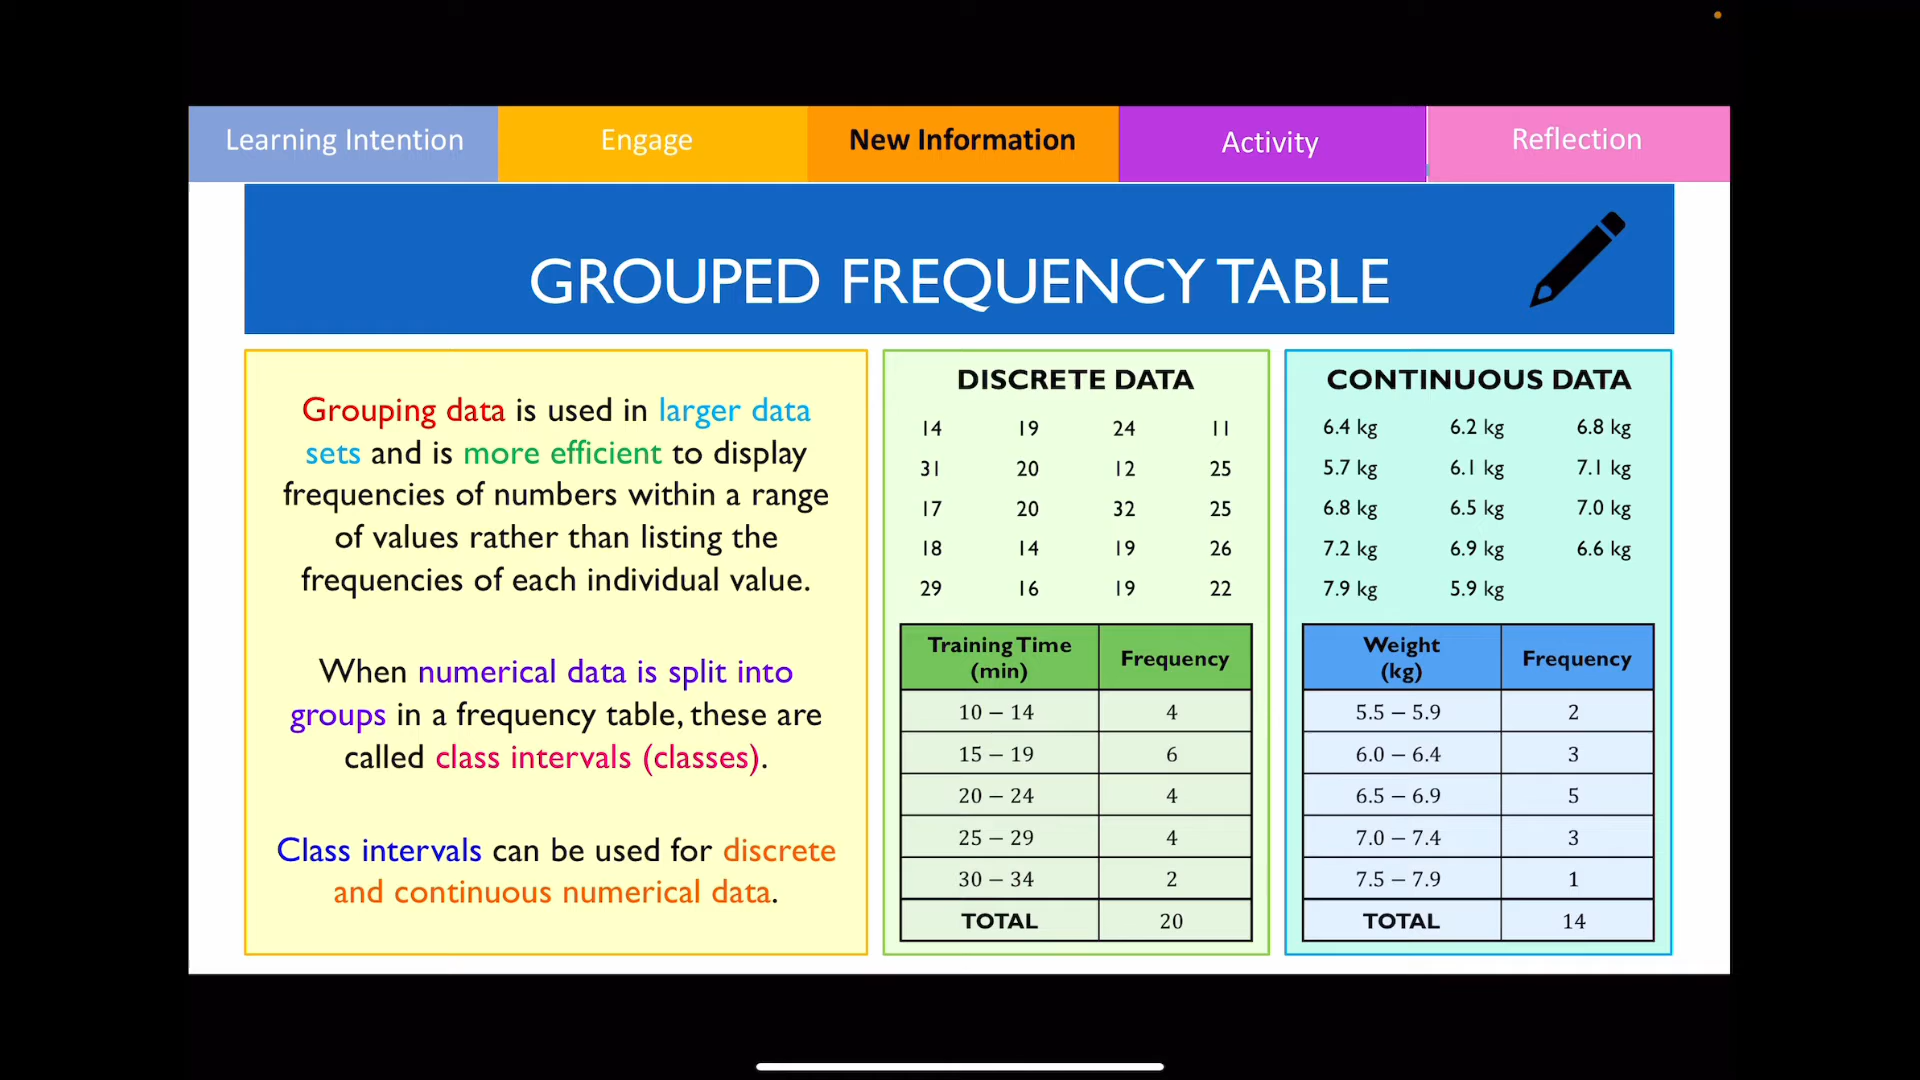 Learning Intention
Engage
New Information
Activity
Reflection
GROUPED FREQUENCY TABLE
Grouping data is used in larger data
sets and is more efficient to display
frequencies of numbers within a range
of values rather than listing the
frequencies of each individual value.
When numerical data is split into
groups in a frequency table, these are
called class intervals (classes).
Class intervals can be used for discrete
and continuous numerical data.
DISCRETE DATA
14 19 24 11
31 20 12 25
17 20 32 25
18 14 19 26
29 16 19 22
Training Time
(min)
Frequency
10 – 14 4
15 – 19 6
20 – 24 4
25 – 29 4
30 – 34 2
TOTAL 20
CONTINUOUS DATA
6.4 kg 6.2 kg 6.8 kg
5.7 kg 6.1 kg 7.1 kg
6.8 kg 6.5 kg 7.0 kg
7.2 kg 6.9 kg 6.6 kg
7.9 kg 5.9 kg
Weight
(kg)
Frequency
5.5 – 5.9 2
6.0 – 6.4 3
6.5 – 6.9 5
7.0 – 7.4 3
7.5 – 7.9 1
TOTAL 14